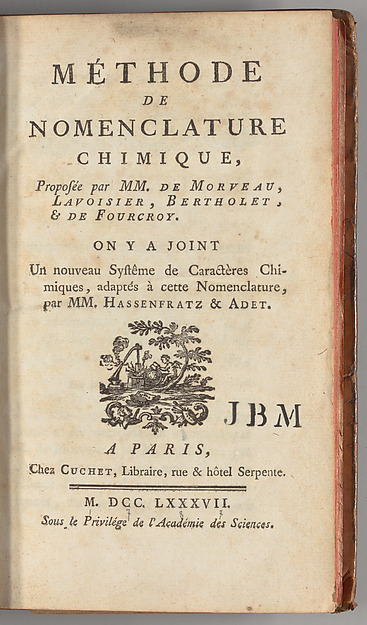 MÉTHODE
DE
NOMENCLATURE
CHIMIQUE,
Propoſée par MM. DE MORVEAU,
LAVOISIER, BERTHOLET,
& DE FOURCROY.
ON Y A JOINT
Un nouveau Syſtême de Caractères Chi-
miques, adaptés à cette Nomenclature,
par MM. HASSENFRATZ & ADET.
JBM
A PARIS,
Chez CUCHET, Libraire, rue & hôtel Serpente.
M. DCC. LXXXVII.
Sous le Privilége de l'Académie des Sciences.